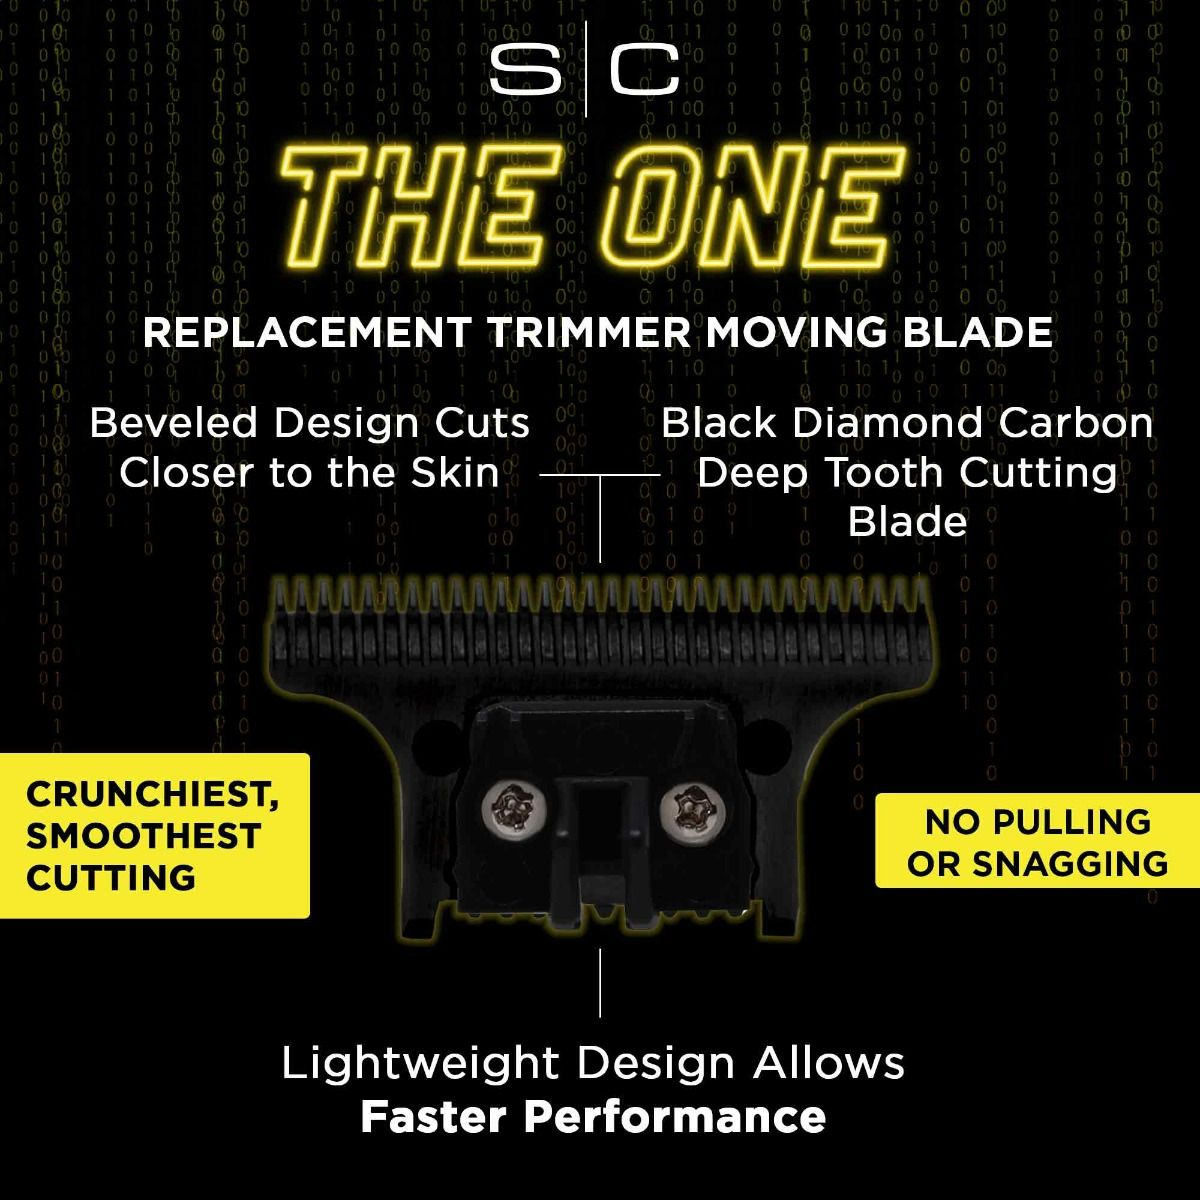 S|C
THE ONE
REPLACEMENT TRIMMER MOVING BLADE
Beveled Design Cuts
Closer to the Skin
Black Diamond Carbon
Deep Tooth Cutting
Blade
CRUNCHIEST,
SMOOTHEST
CUTTING
NO PULLING
OR SNAGGING
Lightweight Design Allows
Faster Performance